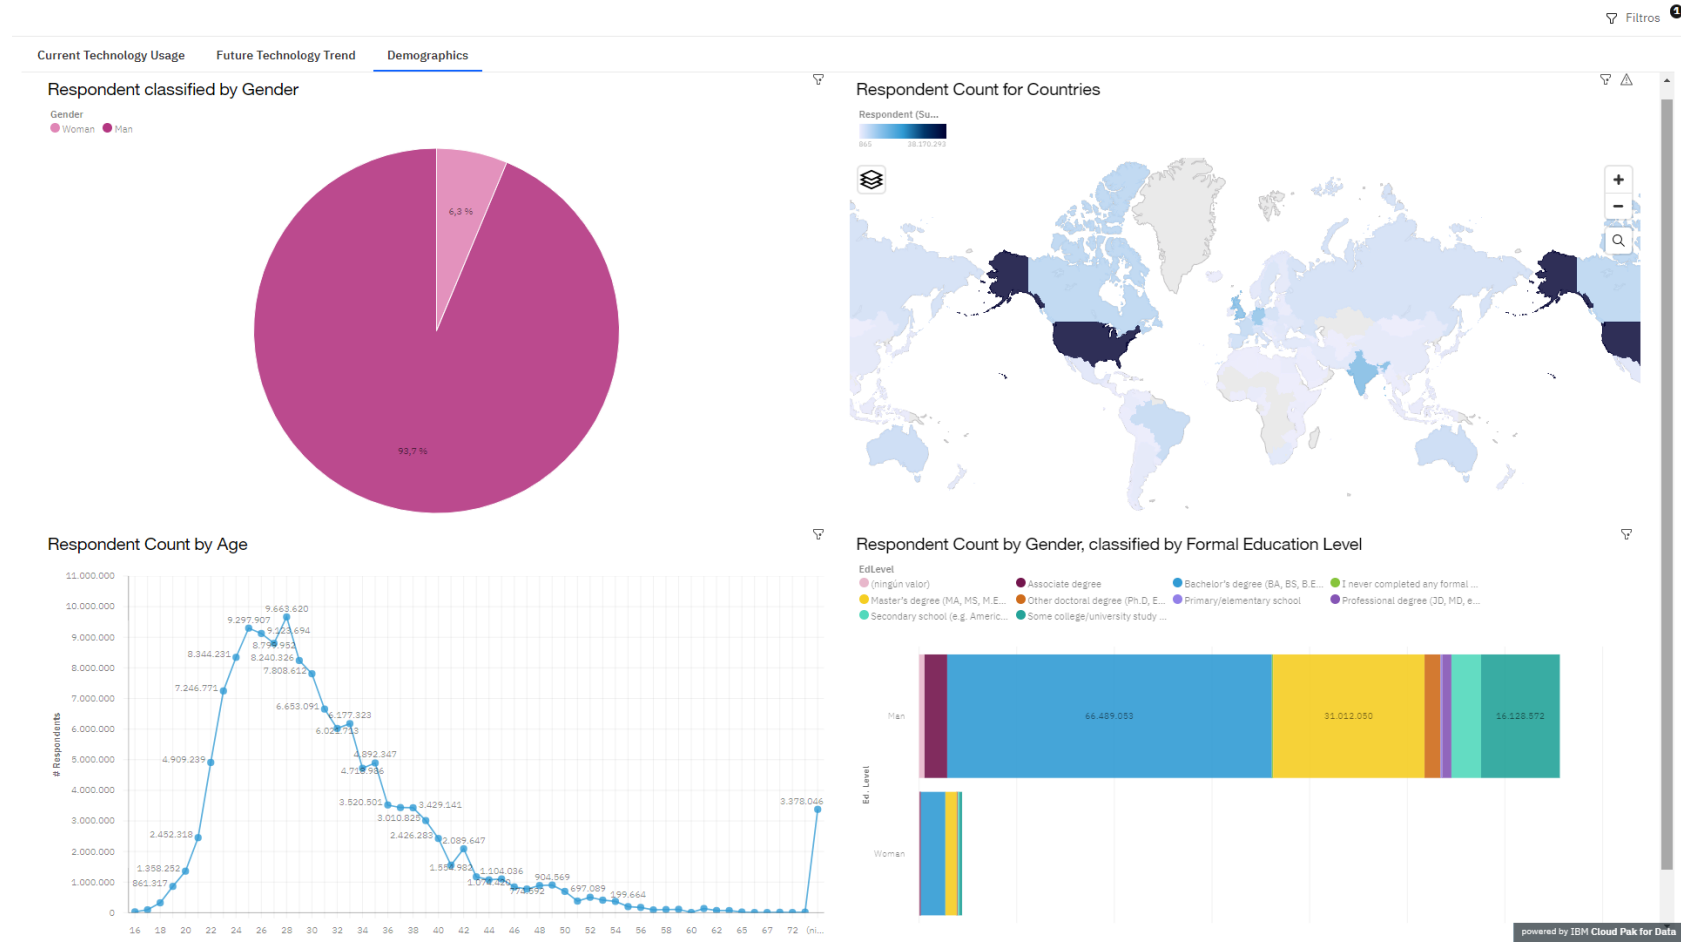 Filtros
1
Current Technology Usage
Future Technology Trend
Demographics
Respondent classified by Gender
Gender
Woman
Man
6,3 %
93,7 %
Respondent Count for Countries
Respondent (Su...
865
38.170.293
+
−
Respondent Count by Age
# Respondents
11.000.000
10.000.000
9.000.000
8.000.000
7.000.000
6.000.000
5.000.000
4.000.000
3.000.000
2.000.000
1.000.000
0
861.317
1.358.252
2.452.318
4.909.239
7.246.771
8.344.231
9.297.907
9.123.694
9.663.620
8.240.326
7.808.612
6.653.091
6.177.323
4.892.347
3.520.501
3.429.141
3.010.825
2.426.283
2.089.647
1.104.036
904.569
697.089
199.664
3.378.046
16 18 20 22 24 26 28 30 32 34 36 38 40 42 44 46 48 50 52 54 56 58 60 62 65 67 72 (ni...
Respondent Count by Gender, classified by Formal Education Level
EdLevel
(ningún valor)
Associate degree
Bachelor's degree (BA, BS, B.E...
I never completed any formal ...
Master's degree (MA, MS, M.E...
Other doctoral degree (Ph.D, E...
Primary/elementary school
Professional degree (JD, MD, e...
Secondary school (e.g. Americ...
Some college/university study ...
Ed. Level
Man
66.489.053
31.012.050
16.128.572
Woman
powered by IBM Cloud Pak for Data